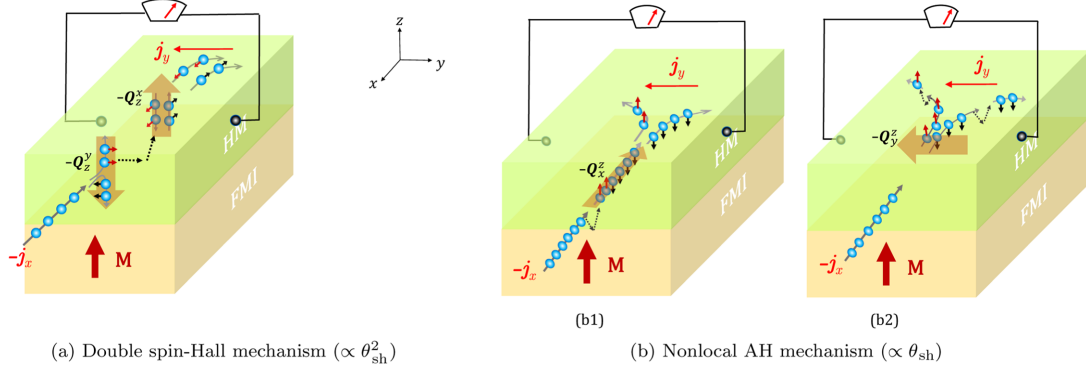 z
y
x
j_y
-Q_z^x
-Q_z^y
HM
FMI
-j_x
M
j_y
-Q_x^z
HM
FMI
-j_x
M
j_y
-Q_y^z
HM
FMI
-j_x
M
(b1)
(b2)
(a) Double spin-Hall mechanism (∝ θ_sh^2)
(b) Nonlocal AH mechanism (∝ θ_sh)